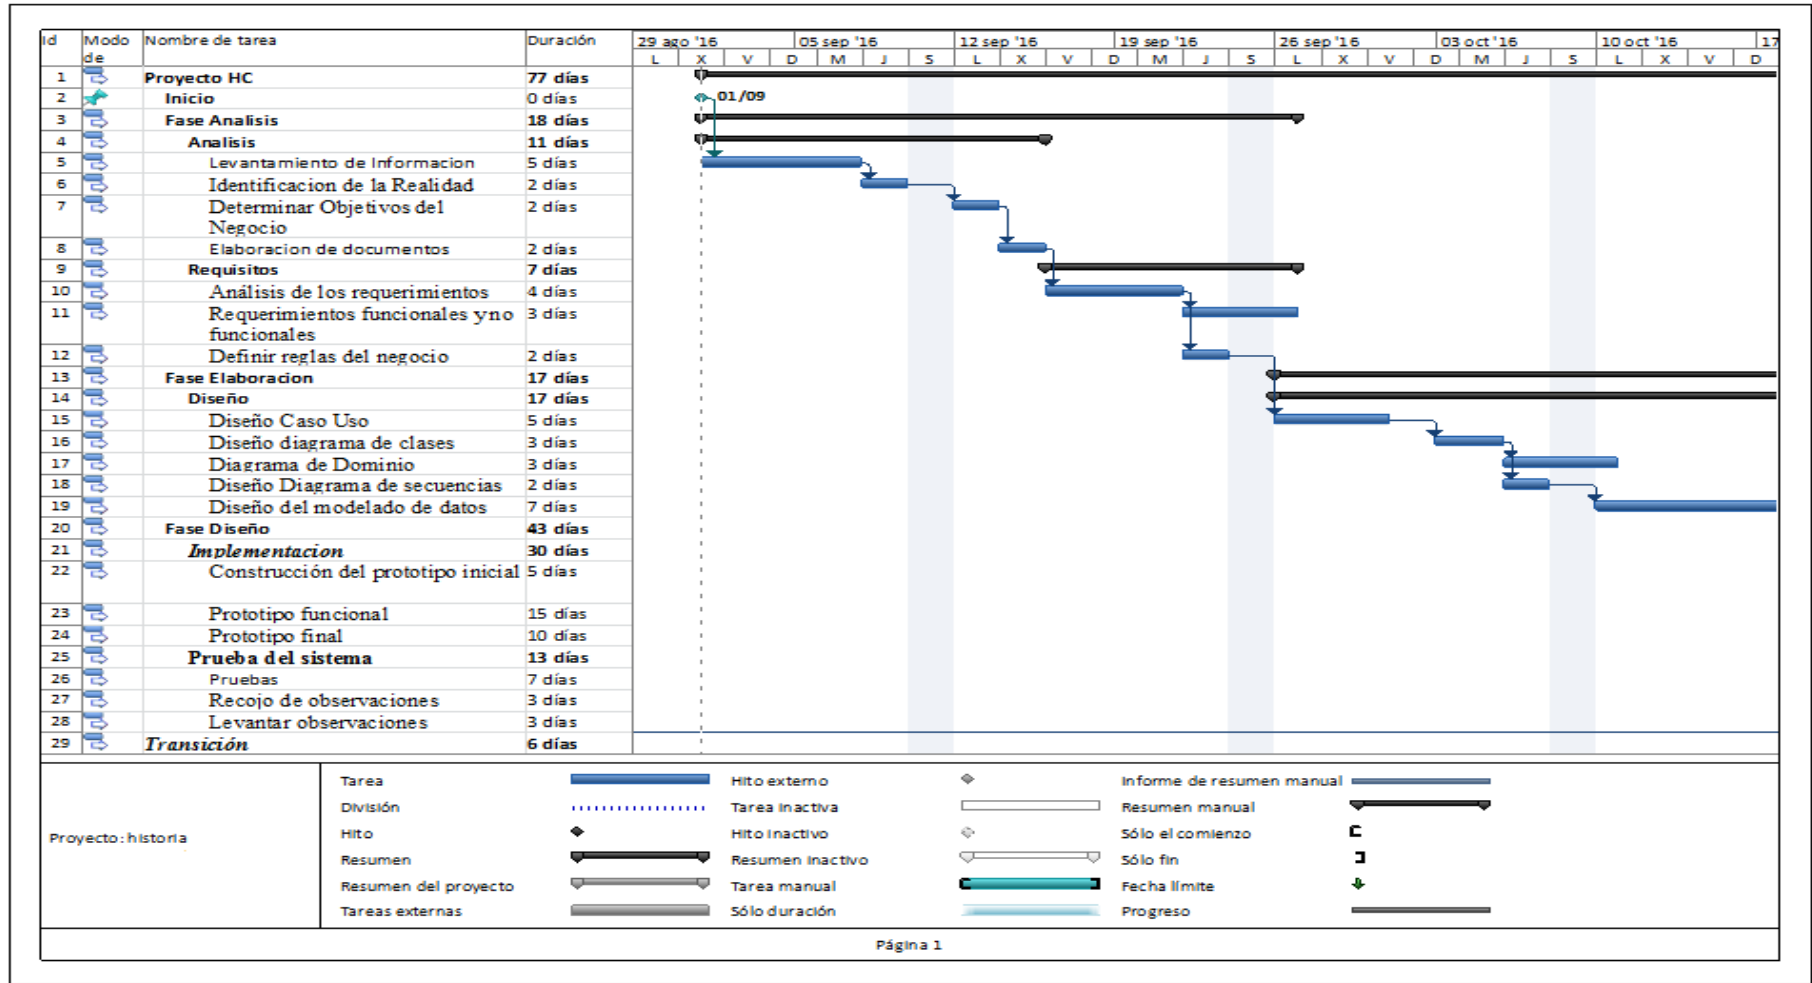 Id Modo de Nombre de tarea Duración 29 ago '16 05 sep '16 12 sep '16 19 sep '16 26 sep '16 03 oct '16 10 oct '16 17
L X V D M J S L X V D M J S L X V D M J S L X V D
1 Proyecto HC 77 días
2 Inicio 0 días 01/09
3 Fase Analisis 18 días
4 Analisis 11 días
5 Levantamiento de Informacion 5 días
6 Identificacion de la Realidad 2 días
7 Determinar Objetivos del 2 días
Negocio
8 Elaboracion de documentos 2 días
9 Requisitos 7 días
10 Análisis de los requerimientos 4 días
11 Requerimientos funcionales y no 3 días
funcionales
12 Definir reglas del negocio 2 días
13 Fase Elaboracion 17 días
14 Diseño 17 días
15 Diseño Caso Uso 5 días
16 Diseño diagrama de clases 3 días
17 Diagrama de Dominio 3 días
18 Diseño Diagrama de secuencias 2 días
19 Diseño del modelado de datos 7 días
20 Fase Diseño 43 días
21 Implementacion 30 días
22 Construcción del prototipo inicial 5 días
23 Prototipo funcional 15 días
24 Prototipo final 10 días
25 Prueba del sistema 13 días
26 Pruebas 7 días
27 Recojo de observaciones 3 días
28 Levantar observaciones 3 días
29 Transición 6 días
Proyecto: historia
Tarea Hito externo Informe de resumen manual
División Tarea inactiva Resumen manual
Hito Hito inactivo Sólo el comienzo
Resumen Resumen inactivo Sólo fin
Resumen del proyecto Tarea manual Fecha límite
Tareas externas Sólo duración Progreso
Página 1